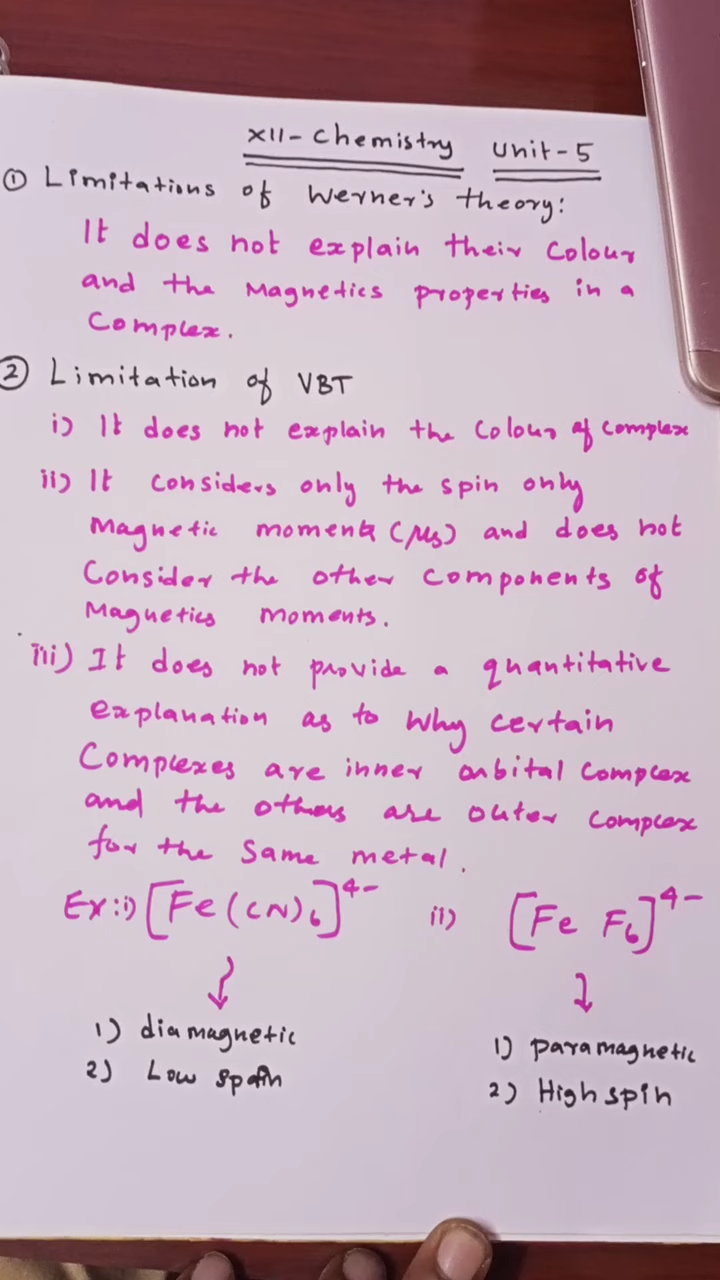 XII - Chemistry Unit - 5
① Limitations of Werner's theory:
It does not explain their colour
and the Magnetics properties in a
Complex.
② Limitation of VBT
i) It does not explain the colour of complex
ii) It considers only the spin only
Magnetic moments (μs) and does not
Consider the other components of
Magnetics moments.
iii) It does not provide a quantitative
explanation as to why certain
Complexes are inner orbital complex
and the others are outer complex
for the same metal.
Ex: i) [Fe(CN)₆]⁴⁻ ii) [Fe F₆]⁴⁻
1) diamagnetic 1) paramagnetic
2) Low spin 2) High spin